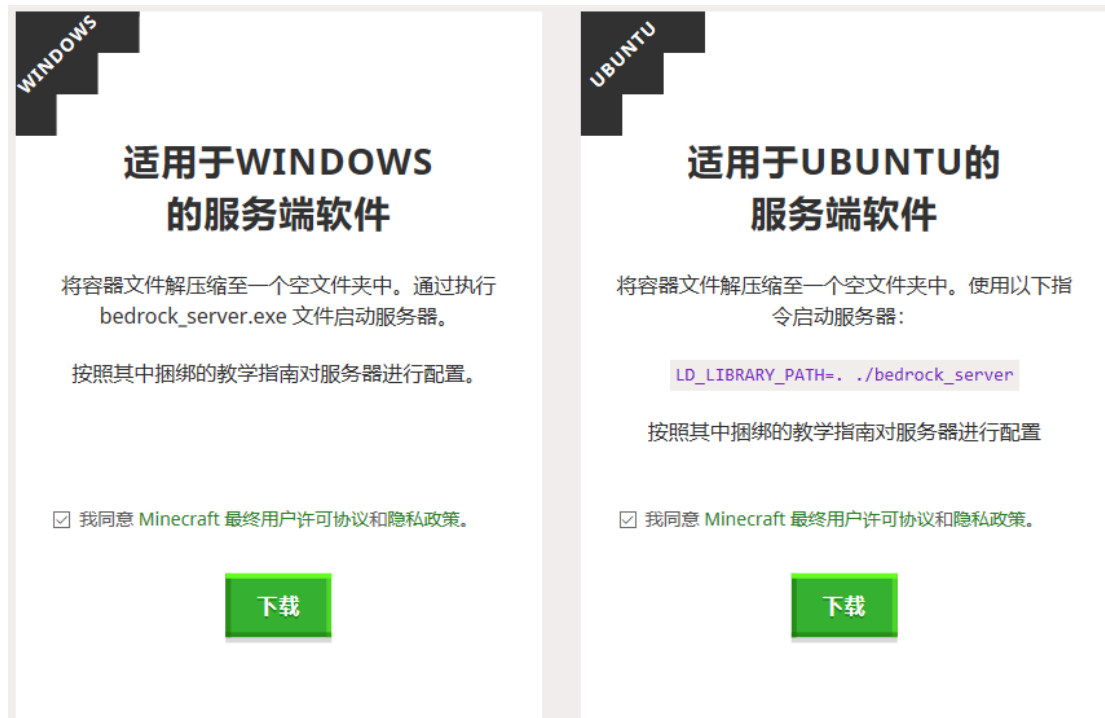 WINDOWS
适用于WINDOWS
的服务端软件
将容器文件解压缩至一个空文件夹中。通过执行
bedrock_server.exe 文件启动服务器。
按照其中捆绑的教学指南对服务器进行配置。
我同意 Minecraft 最终用户许可协议和隐私政策。
下载
UBUNTU
适用于UBUNTU的
服务端软件
将容器文件解压缩至一个空文件夹中。使用以下指
令启动服务器：
LD_LIBRARY_PATH=. ./bedrock_server
按照其中捆绑的教学指南对服务器进行配置
我同意 Minecraft 最终用户许可协议和隐私政策。
下载